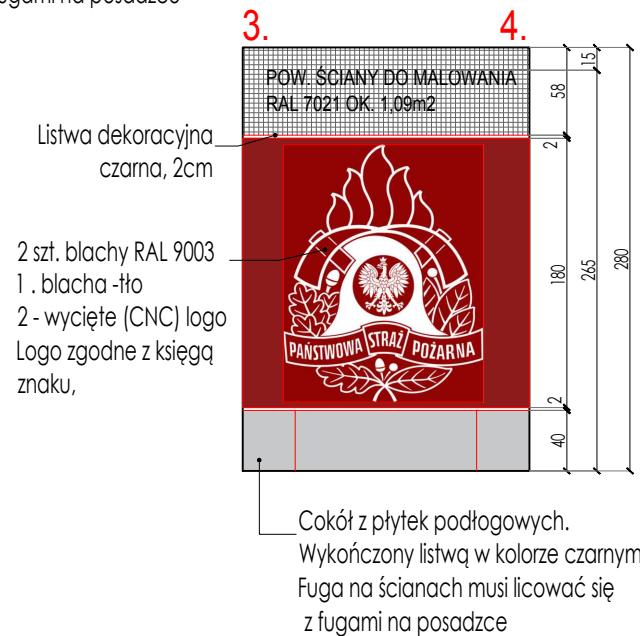 fugami na posadzce
3.
4.
POW. ŚCIANY DO MALOWANIA
RAL 7021 OK. 1,09m2
Listwa dekoracyjna
czarna, 2cm
2 szt. blachy RAL 9003
1 . blacha -tło
2 - wycięte (CNC) logo
Logo zgodne z księgą
znaku,
PAŃSTWOWA STRAŻ POŻARNA
15
58
2
180
265
280
2
40
Cokół z płytek podłogowych.
Wykończony listwą w kolorze czarnym
Fuga na ścianach musi licować się
z fugami na posadzce